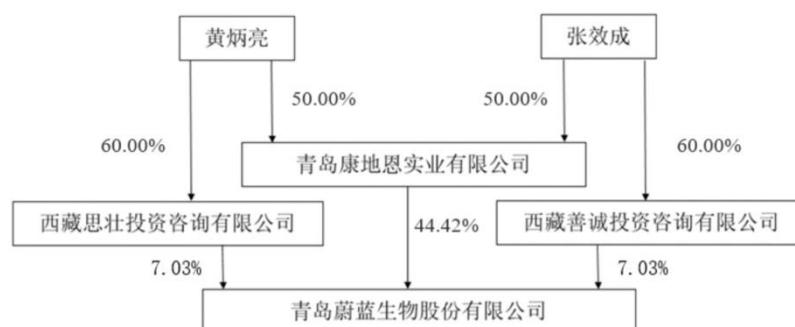 黄炳亮
张效成
50.00%
50.00%
60.00%
60.00%
青岛康地恩实业有限公司
西藏思壮投资咨询有限公司
44.42%
西藏善诚投资咨询有限公司
7.03%
7.03%
青岛蔚蓝生物股份有限公司